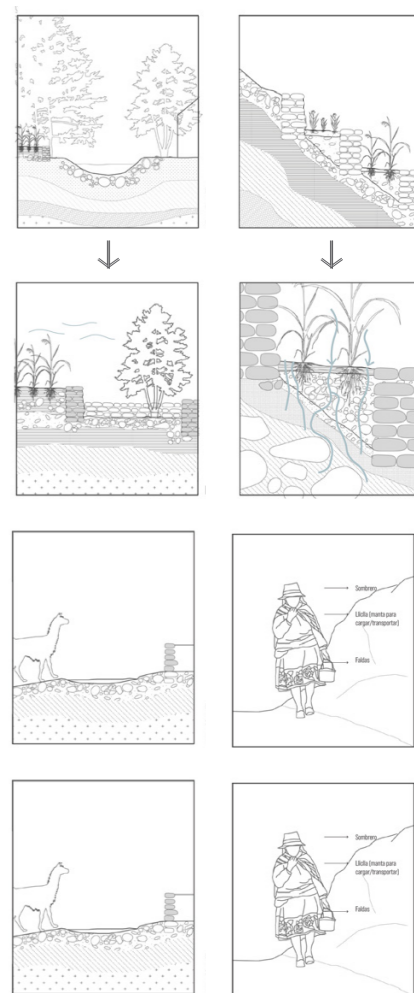 Sombrero
Lliclla (manta para
cargar/transportar)
Faldas
Sombrero
Lliclla (manta para
cargar/transportar)
Faldas